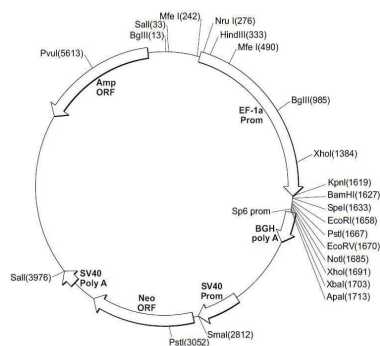 Mfe I(242)
SalI(33)
BglII(13)
NruI(276)
HindIII(333)
Mfe I(490)
PvuI(5613)
Amp
ORF
BglII(985)
EF-1a
Prom
XhoI(1384)
KpnI(1619)
BamHI(1627)
SpeI(1633)
EcoRI(1658)
PstI(1667)
EcoRV(1670)
NotI(1685)
XhoI(1691)
XbaI(1703)
ApaI(1713)
Sp6 prom
BGH
poly A
SV40
Prom
SmaI(2812)
PstI(3052)
Neo
ORF
SV40
Poly A
SalI(3976)